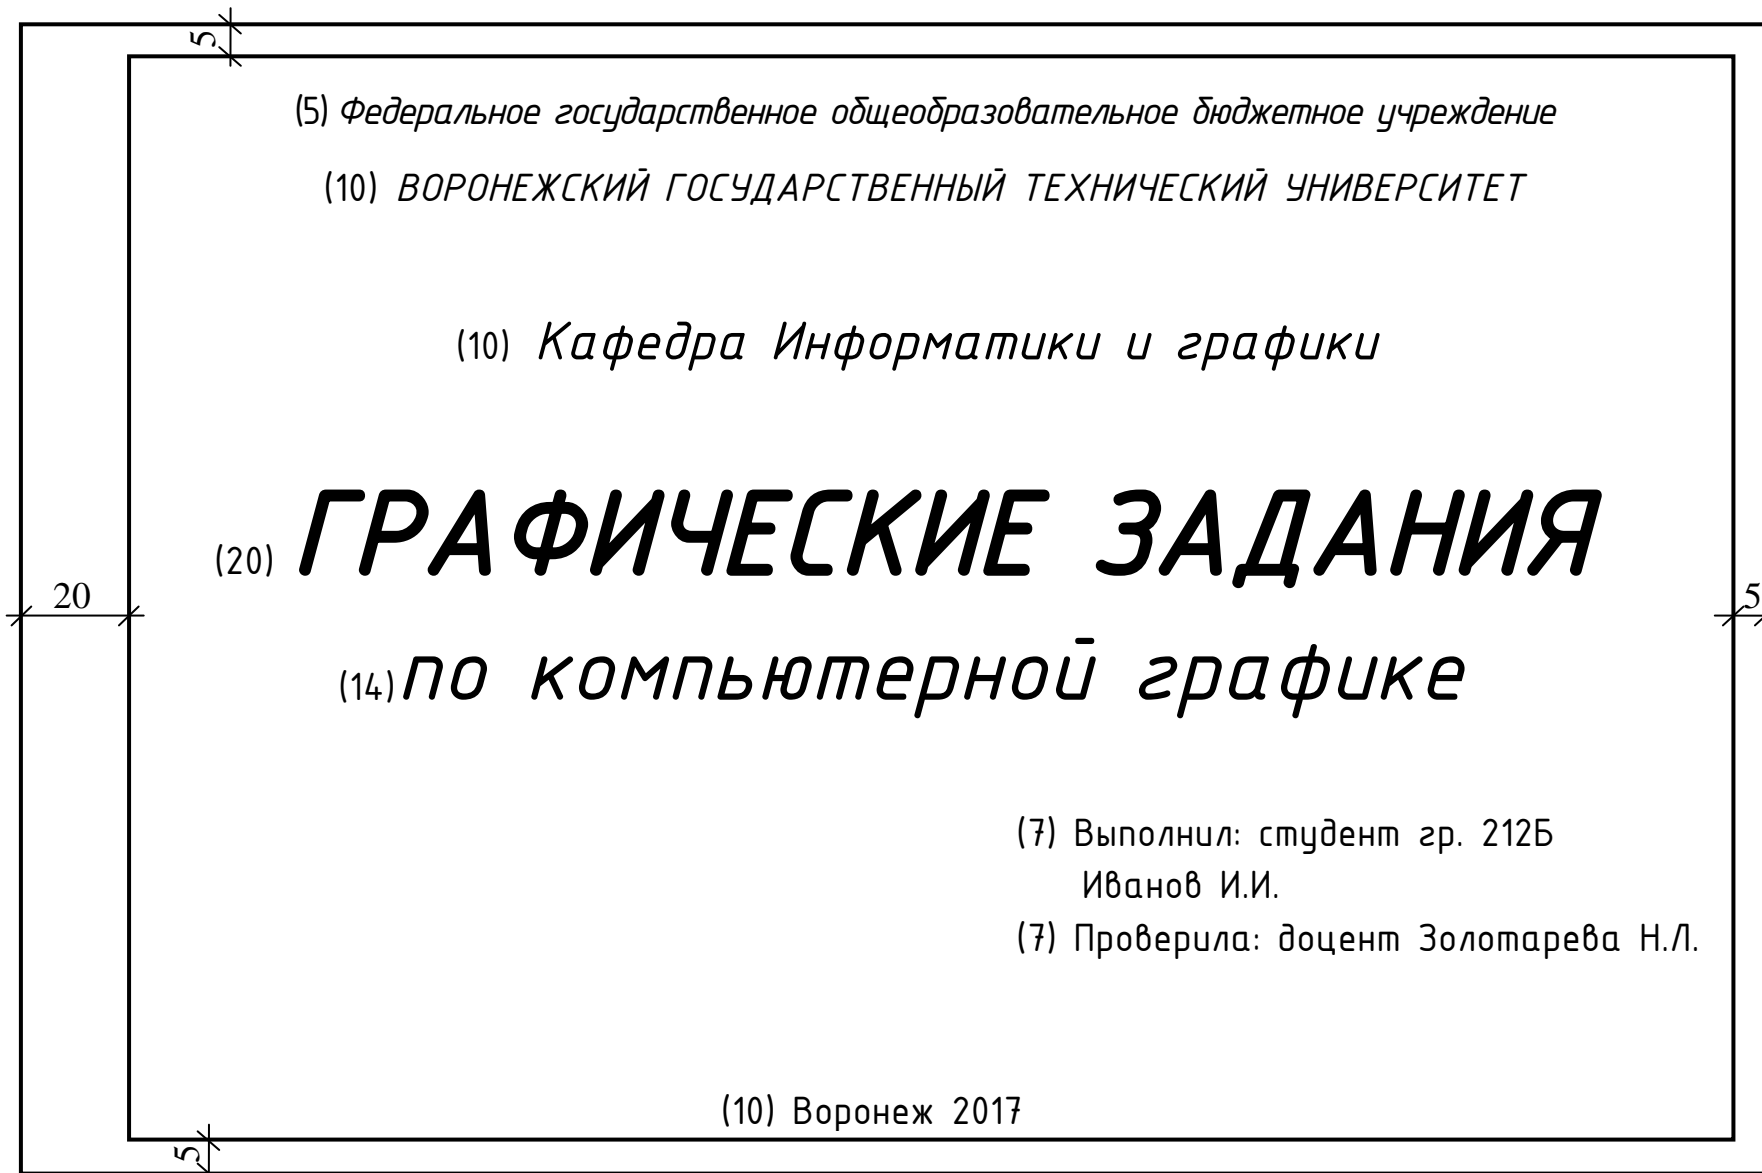 5
(5) Федеральное государственное общеобразовательное бюджетное учреждение
(10) ВОРОНЕЖСКИЙ ГОСУДАРСТВЕННЫЙ ТЕХНИЧЕСКИЙ УНИВЕРСИТЕТ
(10) Кафедра Информатики и графики
(20) ГРАФИЧЕСКИЕ ЗАДАНИЯ
20
5
(14) по компьютерной графике
(7) Выполнил: студент гр. 212Б
Иванов И.И.
(7) Проверила: доцент Золотарева Н.Л.
(10) Воронеж 2017
5